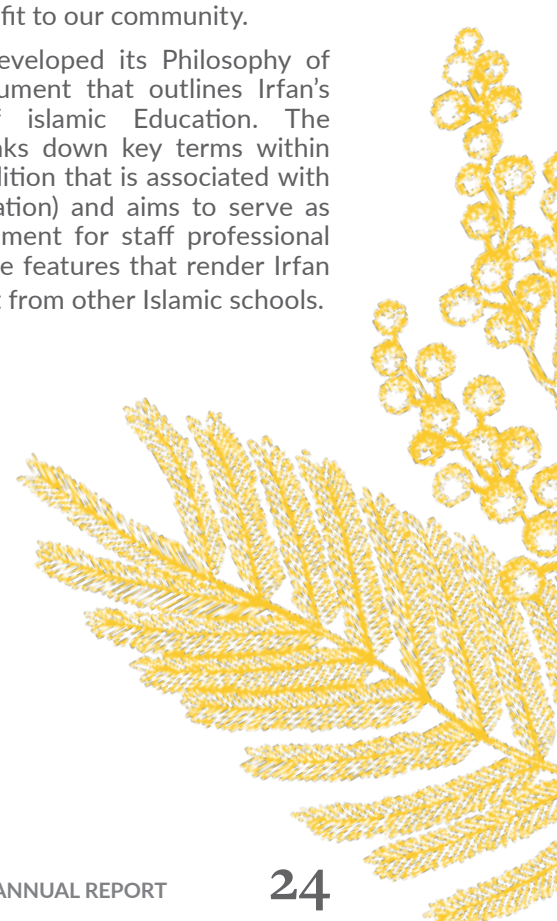 fit to our community.
eveloped its Philosophy of
ument that outlines Irfan's
islamic Education. The
ks down key terms within
ition that is associated with
ation) and aims to serve as
ment for staff professional
e features that render Irfan
t from other Islamic schools.
ANNUAL REPORT 24